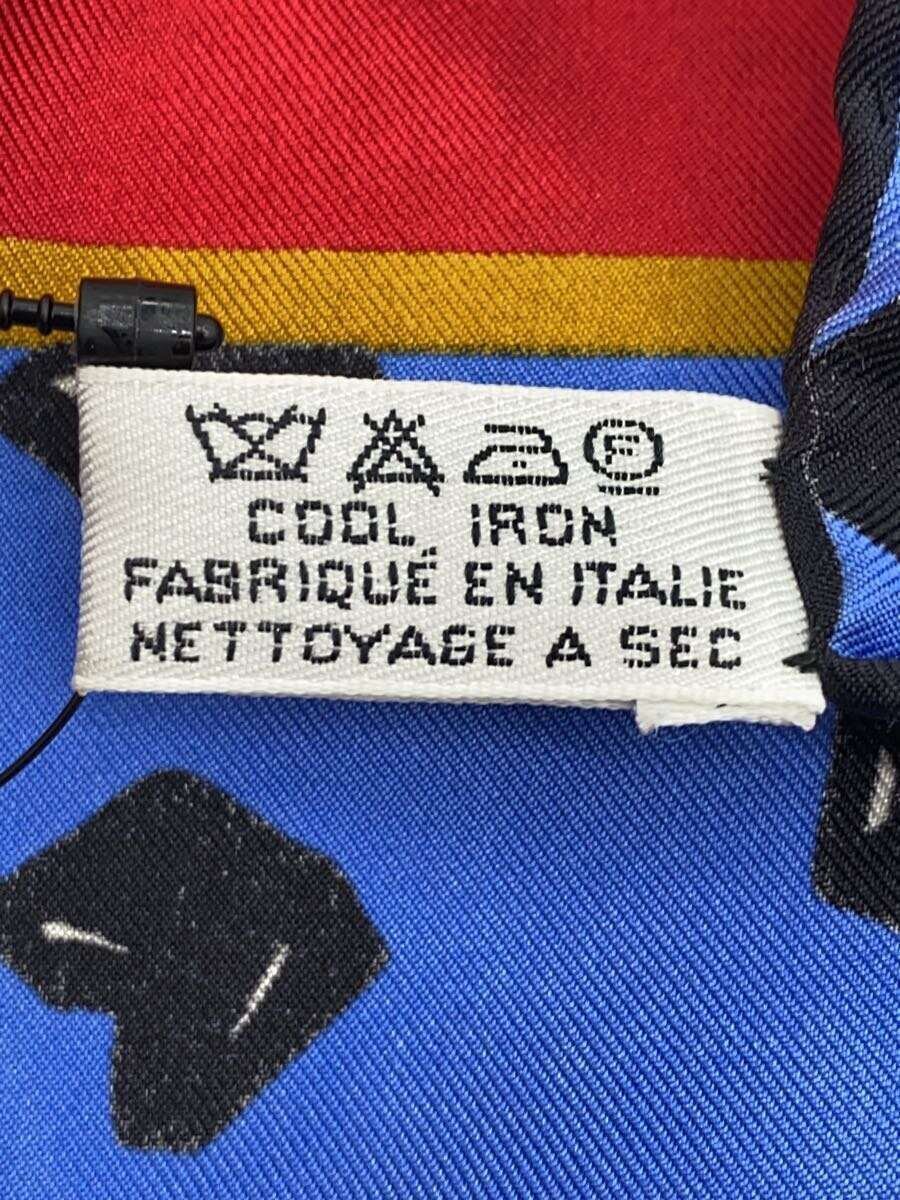 F
COOL IRON
FABRIQUÉ EN ITALIE
NETTOYAGE A SEC